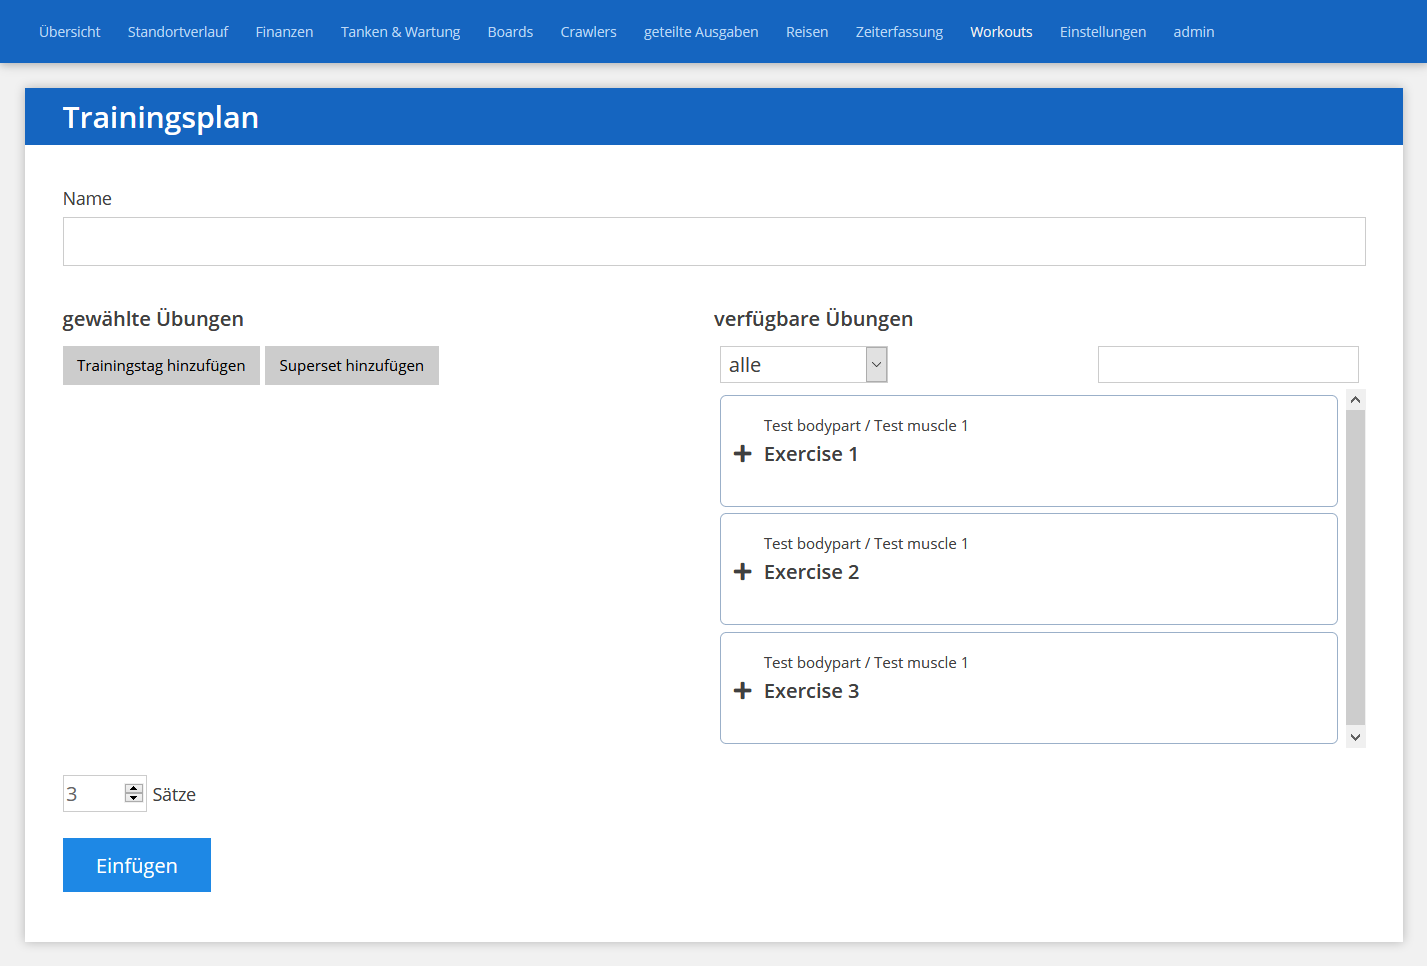 Übersicht Standortverlauf Finanzen Tanken & Wartung Boards Crawlers geteilte Ausgaben Reisen Zeiterfassung Workouts Einstellungen admin
Trainingsplan
Name
gewählte Übungen
Trainingstag hinzufügen Superset hinzufügen
verfügbare Übungen
alle
Test bodypart / Test muscle 1
Exercise 1
Test bodypart / Test muscle 1
Exercise 2
Test bodypart / Test muscle 1
Exercise 3
3 Sätze
Einfügen